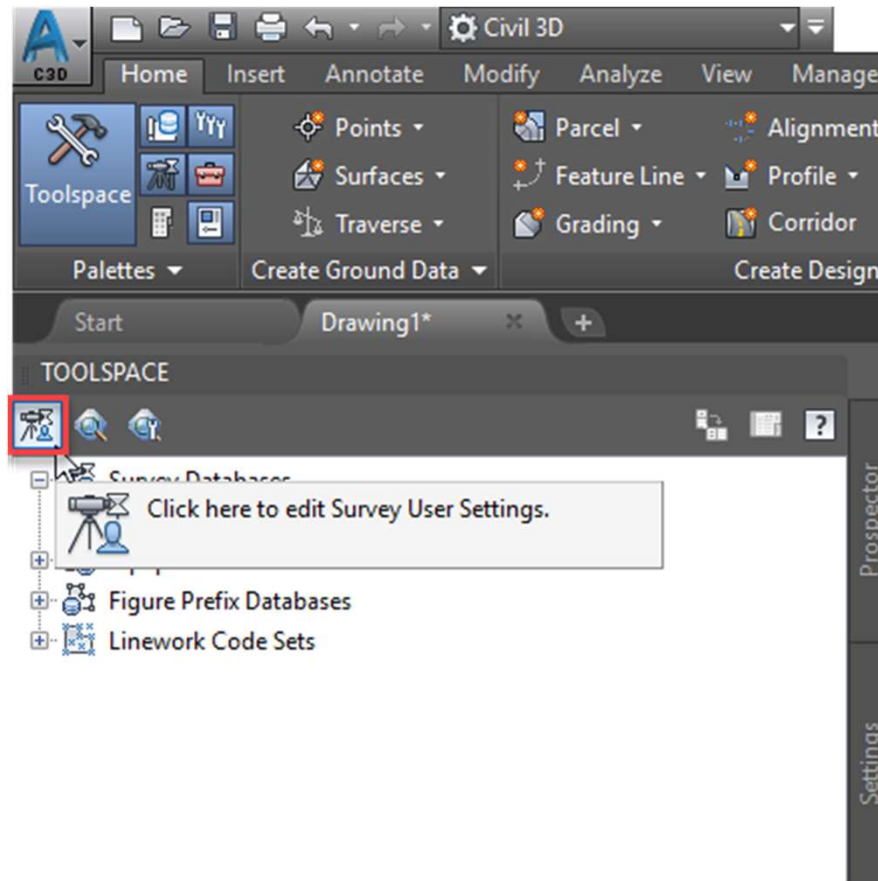 Civil 3D
C3D Home Insert Annotate Modify Analyze View Manage
Toolspace
Points
Surfaces
Traverse
Parcel
Feature Line
Grading
Alignment
Profile
Corridor
Palettes Create Ground Data Create Design
Start Drawing1*
TOOLSPACE
?
Survey Databases
Click here to edit Survey User Settings.
Figure Prefix Databases
Linework Code Sets
Prospector
Settings